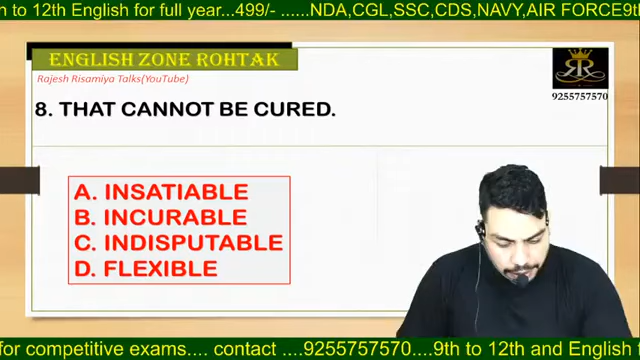 h to 12th English for full year...499/- ......NDA,CGL,SSC,CDS,NAVY,AIR FORCE9th
ENGLISH ZONE ROHTAK
Rajesh Risamiya Talks(YouTube)
RR
9255757570
8. THAT CANNOT BE CURED.
A. INSATIABLE
B. INCURABLE
C. INDISPUTABLE
D. FLEXIBLE
for competitive exams.... contact ....9255757570....9th to 12th and English